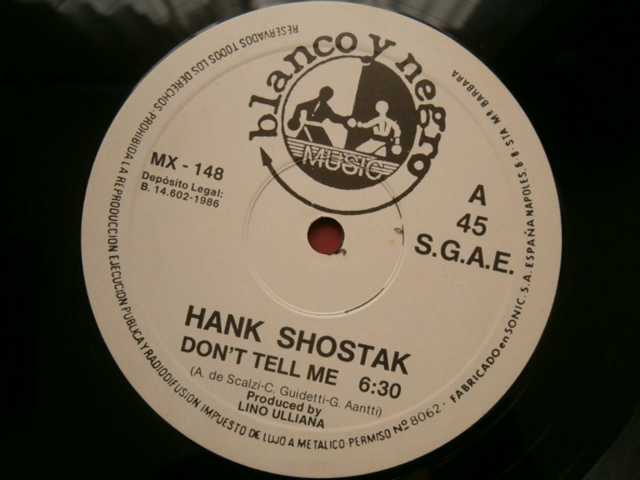 blanco y negro
MUSIC
MX - 148
Depósito Legal:
B. 14.602-1986
A
45
S.G.A.E.
HANK SHOSTAK
DON'T TELL ME 6:30
(A. de Scalzi-C. Guidetti-G. Aantti)
Produced by
LINO ULLIANA
RESERVADOS TODOS LOS DERECHOS-PROHIBIDA LA REPRODUCCION EJECUCION PUBLICA Y RADIODIFUSION IMPUESTO DE LUJO A METALICO-PERMISO Nº 8062 - FABRICADO en SONIC. S.A. ESPAÑA. NAPOLES, 6 - 8 - STA Mª BARBARA